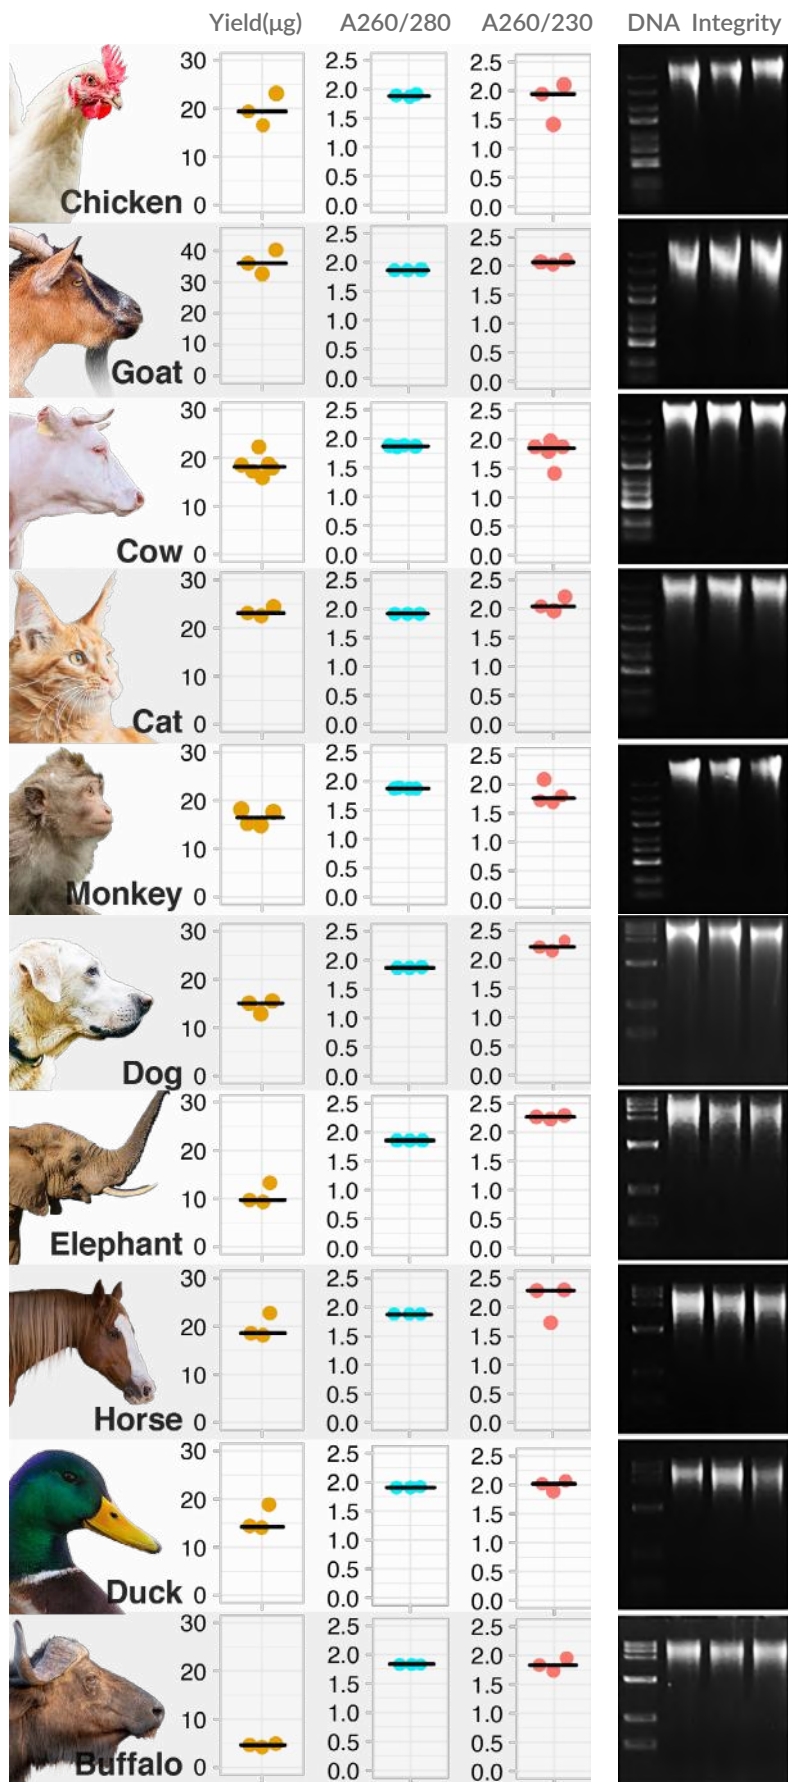 Yield(µg) A260/280 A260/230 DNA Integrity
30 2.5 2.5
20 2.0 2.0
1.5 1.5
10 1.0 1.0
0.5 0.5
Chicken 0 0.0 0.0
40 2.5 2.5
30 2.0 2.0
20 1.5 1.5
10 1.0 1.0
0.5 0.5
Goat 0 0.0 0.0
30 2.5 2.5
20 2.0 2.0
1.5 1.5
10 1.0 1.0
0.5 0.5
Cow 0 0.0 0.0
30 2.5 2.5
20 2.0 2.0
1.5 1.5
10 1.0 1.0
0.5 0.5
Cat 0 0.0 0.0
30 2.5 2.5
20 2.0 2.0
1.5 1.5
10 1.0 1.0
0.5 0.5
Monkey 0 0.0 0.0
30 2.5 2.5
20 2.0 2.0
1.5 1.5
10 1.0 1.0
0.5 0.5
Dog 0 0.0 0.0
30 2.5 2.5
20 2.0 2.0
1.5 1.5
10 1.0 1.0
0.5 0.5
Elephant 0 0.0 0.0
30 2.5 2.5
20 2.0 2.0
1.5 1.5
10 1.0 1.0
0.5 0.5
Horse 0 0.0 0.0
30 2.5 2.5
20 2.0 2.0
1.5 1.5
10 1.0 1.0
0.5 0.5
Duck 0 0.0 0.0
30 2.5 2.5
20 2.0 2.0
1.5 1.5
10 1.0 1.0
0.5 0.5
Buffalo 0 0.0 0.0